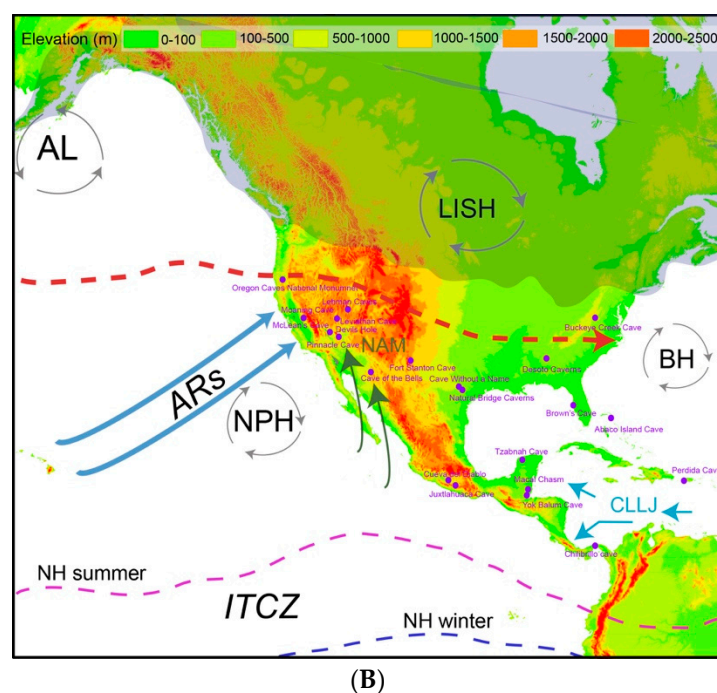 Elevation (m) 0-100 100-500 500-1000 1000-1500 1500-2000 2000-2500
AL
LISH
Oregon Caves National Monumnet
Lehman Caves
Moaning Cave
Leviathan Cave
McLean's Cave
Devils Hole
Pinnacle Cave
NAM
Buckeye Creek Cave
ARs
Fort Stanton Cave
Desoto Caverns
BH
Cave of the Bells
Cave Without a Name
Natural Bridge Caverns
NPH
Brown's Cave
Abaco Island Cave
Tzabnah Cave
Cueva del Diablo
Macal Chasm
Perdida Cave
Juxtlahuaca Cave
Yok Balum Cave
CLLJ
Chilibrillo cave
NH summer
ITCZ
NH winter
(B)